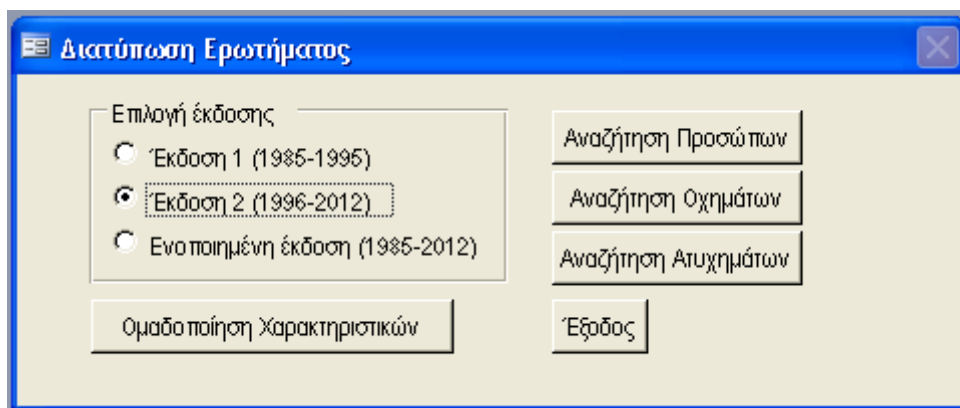 Διατύπωση Ερωτήματος
Επιλογή έκδοσης
Έκδοση 1 (1985-1995)
Έκδοση 2 (1996-2012)
Ενοποιημένη έκδοση (1985-2012)
Ομαδοποίηση Χαρακτηριστικών
Αναζήτηση Προσώπων
Αναζήτηση Οχημάτων
Αναζήτηση Ατυχημάτων
Έξοδος